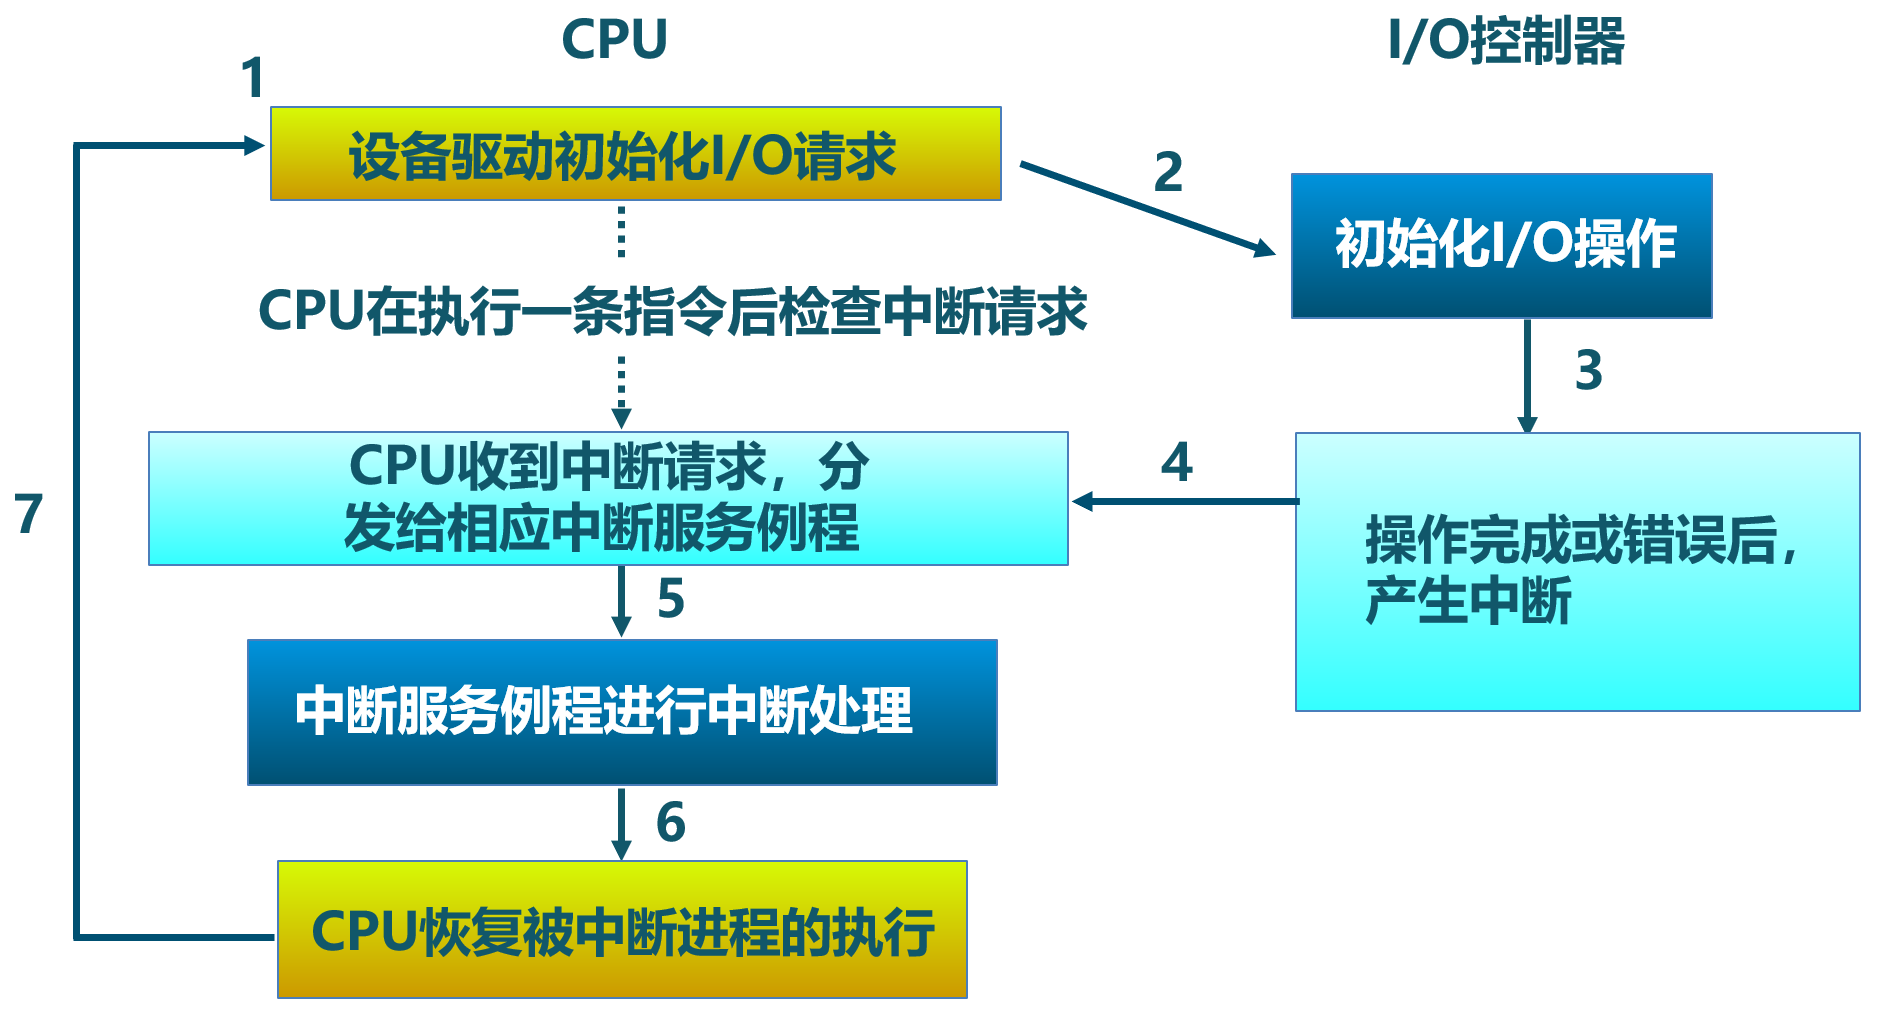 CPU
I/O控制器
1
设备驱动初始化I/O请求
2
初始化I/O操作
CPU在执行一条指令后检查中断请求
3
CPU收到中断请求，分
发给相应中断服务例程
4
操作完成或错误后，
产生中断
7
5
中断服务例程进行中断处理
6
CPU恢复被中断进程的执行